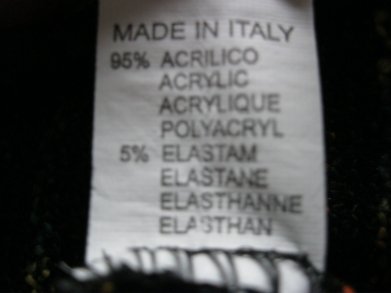 MADE IN ITALY
95% ACRILICO
ACRYLIC
ACRYLIQUE
POLYACRYL
5% ELASTAM
ELASTANE
ELASTHANNE
ELASTHAN